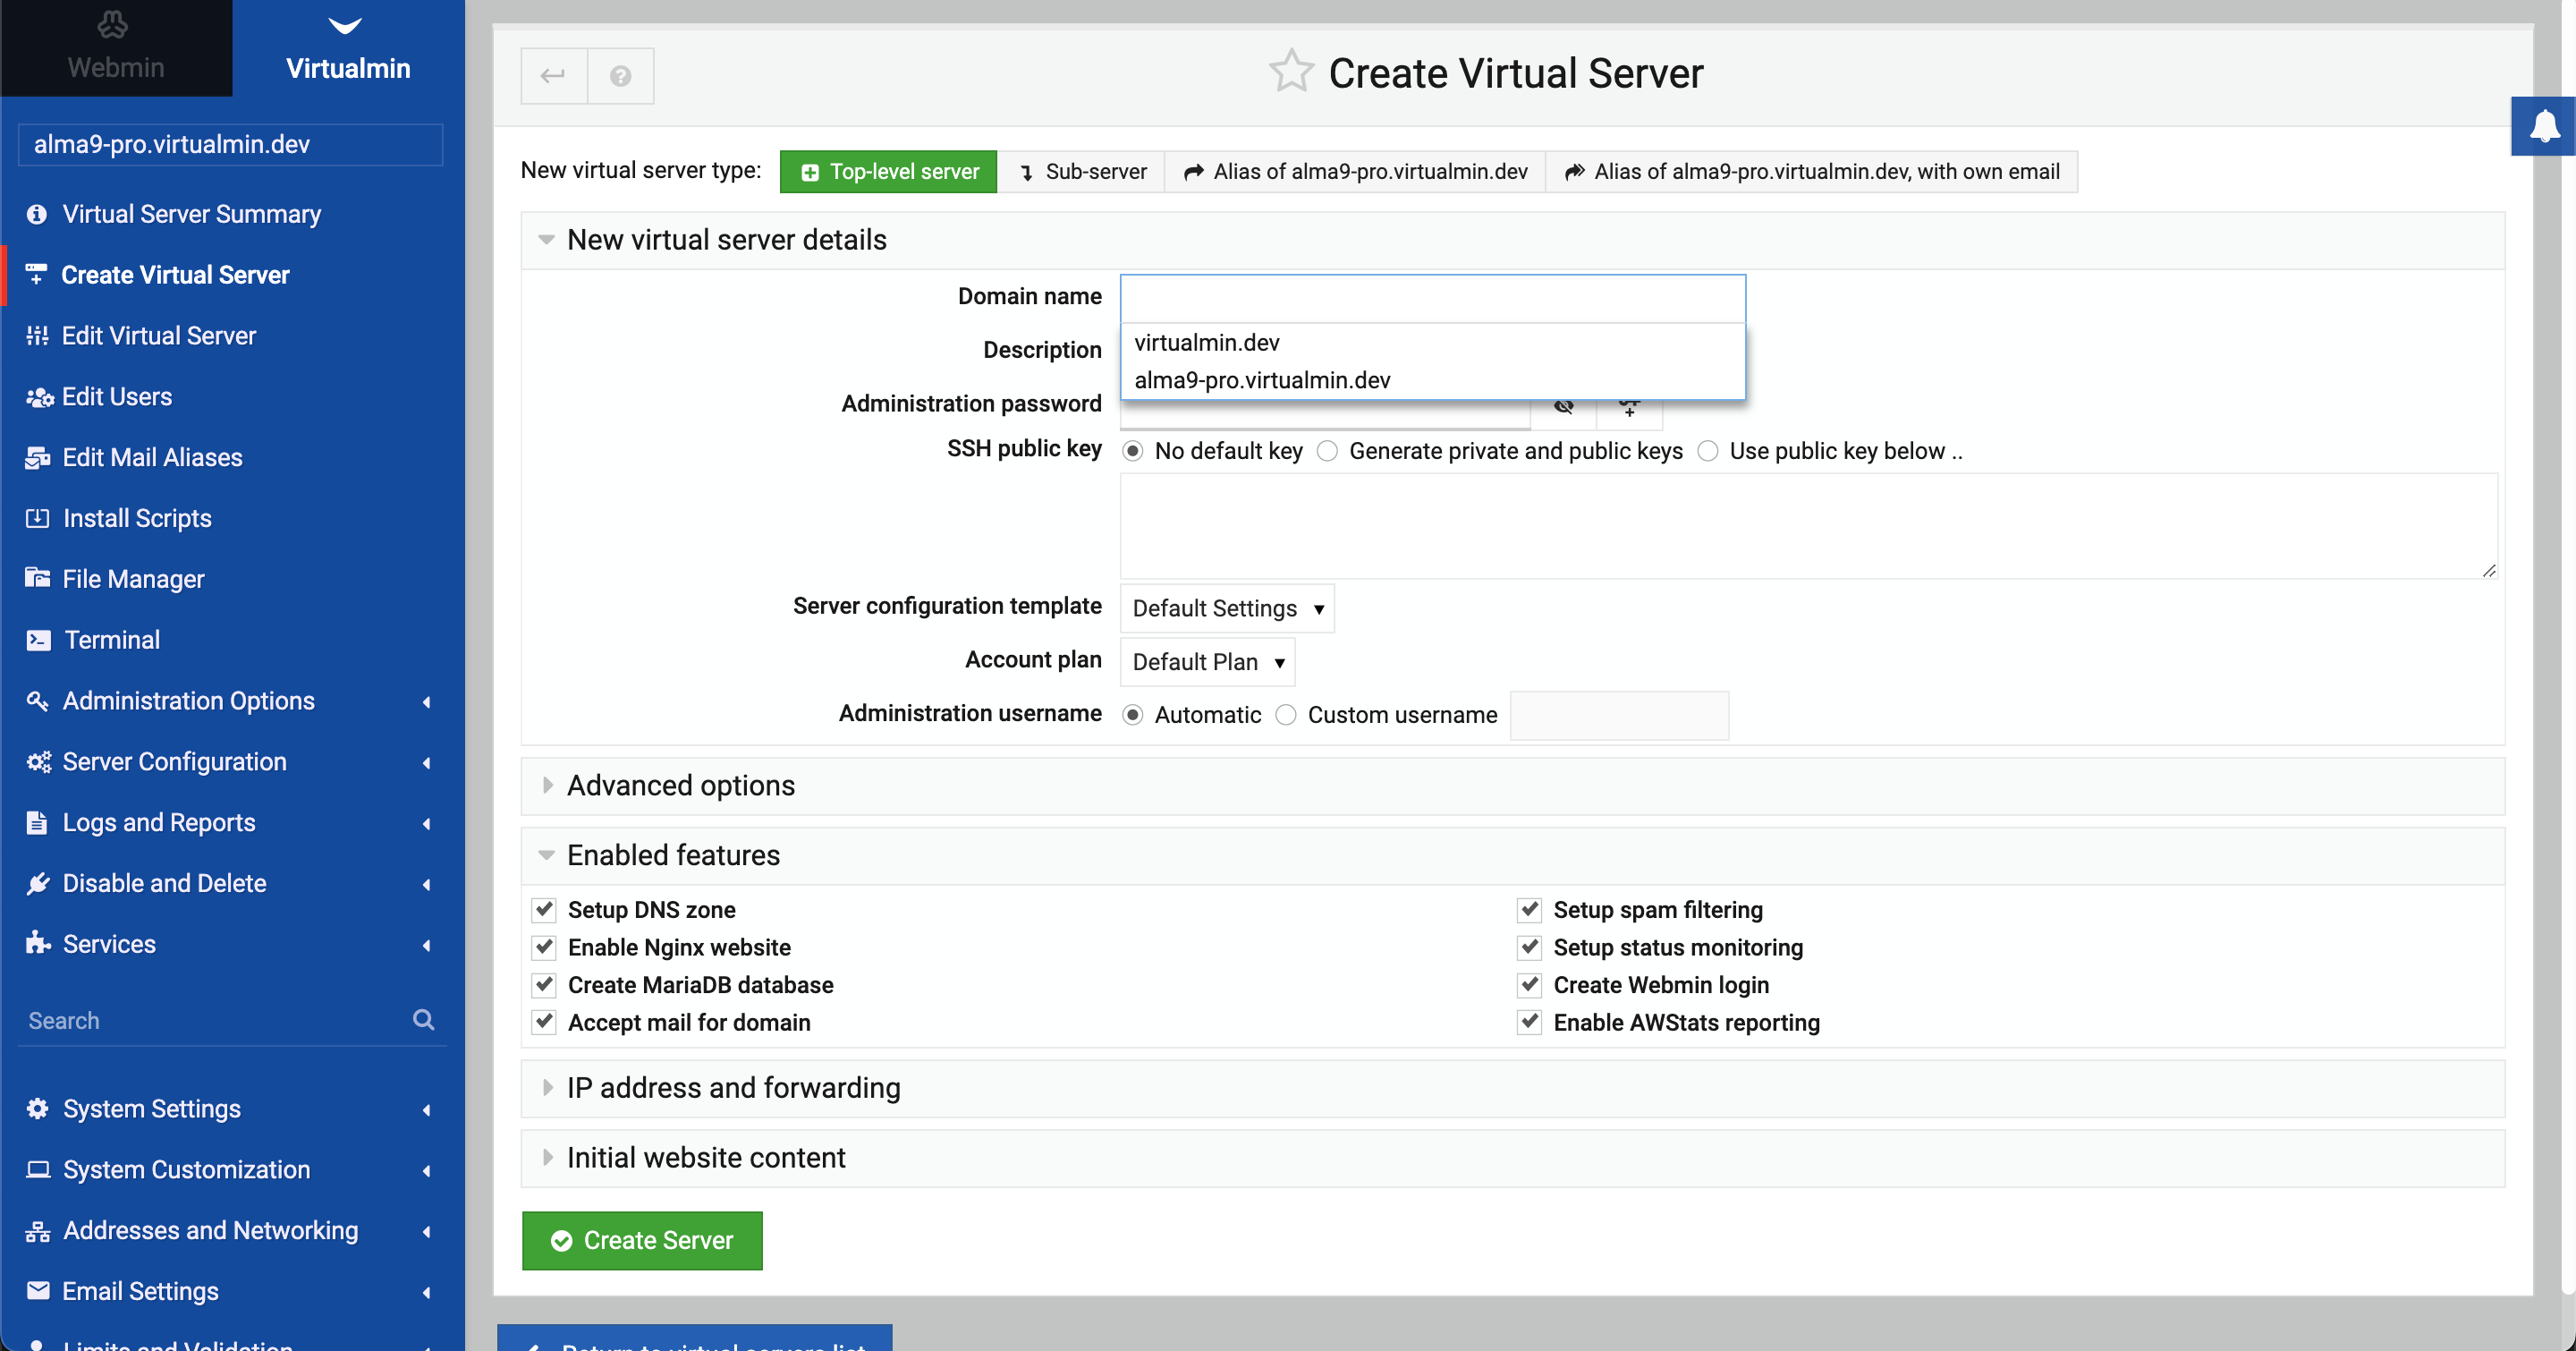 Webmin
Virtualmin
alma9-pro.virtualmin.dev
Virtual Server Summary
Create Virtual Server
Edit Virtual Server
Edit Users
Edit Mail Aliases
Install Scripts
File Manager
Terminal
Administration Options
Server Configuration
Logs and Reports
Disable and Delete
Services
Search
System Settings
System Customization
Addresses and Networking
Email Settings
Limits and Validation
Create Virtual Server
New virtual server type: Top-level server Sub-server Alias of alma9-pro.virtualmin.dev Alias of alma9-pro.virtualmin.dev, with own email
New virtual server details
Domain name
virtualmin.dev
Description
alma9-pro.virtualmin.dev
Administration password
SSH public key No default key Generate private and public keys Use public key below ..
Server configuration template Default Settings
Account plan Default Plan
Administration username Automatic Custom username
Advanced options
Enabled features
Setup DNS zone Setup spam filtering
Enable Nginx website Setup status monitoring
Create MariaDB database Create Webmin login
Accept mail for domain Enable AWStats reporting
IP address and forwarding
Initial website content
Create Server
Return to virtual servers list